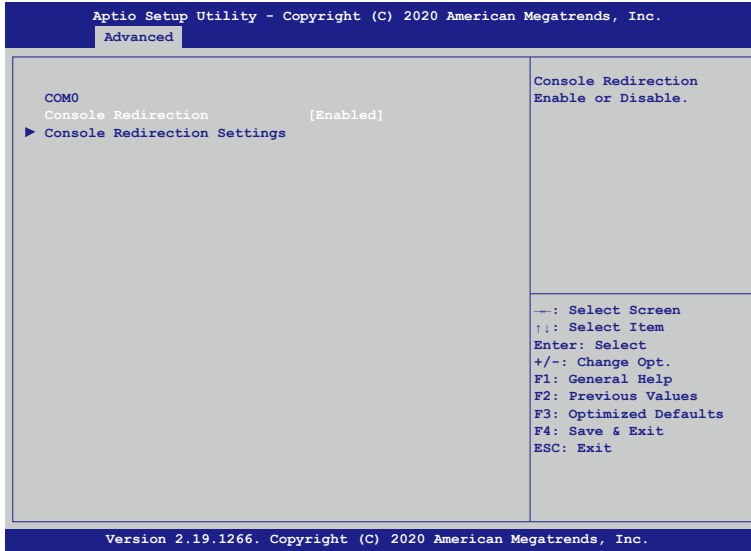 Aptio Setup Utility - Copyright (C) 2020 American Megatrends, Inc.
Advanced
COM0
Console Redirection [Enabled]
▶ Console Redirection Settings
Console Redirection
Enable or Disable.
→←: Select Screen
↑↓: Select Item
Enter: Select
+/-: Change Opt.
F1: General Help
F2: Previous Values
F3: Optimized Defaults
F4: Save & Exit
ESC: Exit
Version 2.19.1266. Copyright (C) 2020 American Megatrends, Inc.